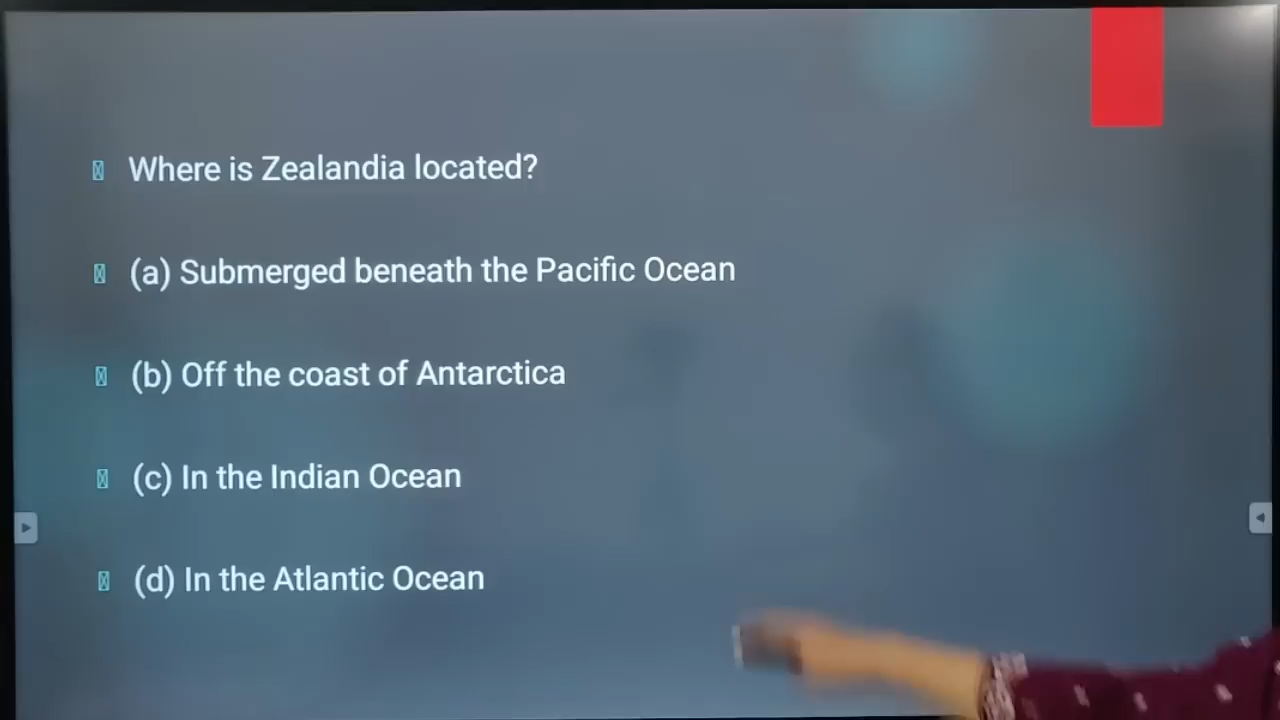 Where is Zealandia located?
(a) Submerged beneath the Pacific Ocean
(b) Off the coast of Antarctica
(c) In the Indian Ocean
(d) In the Atlantic Ocean